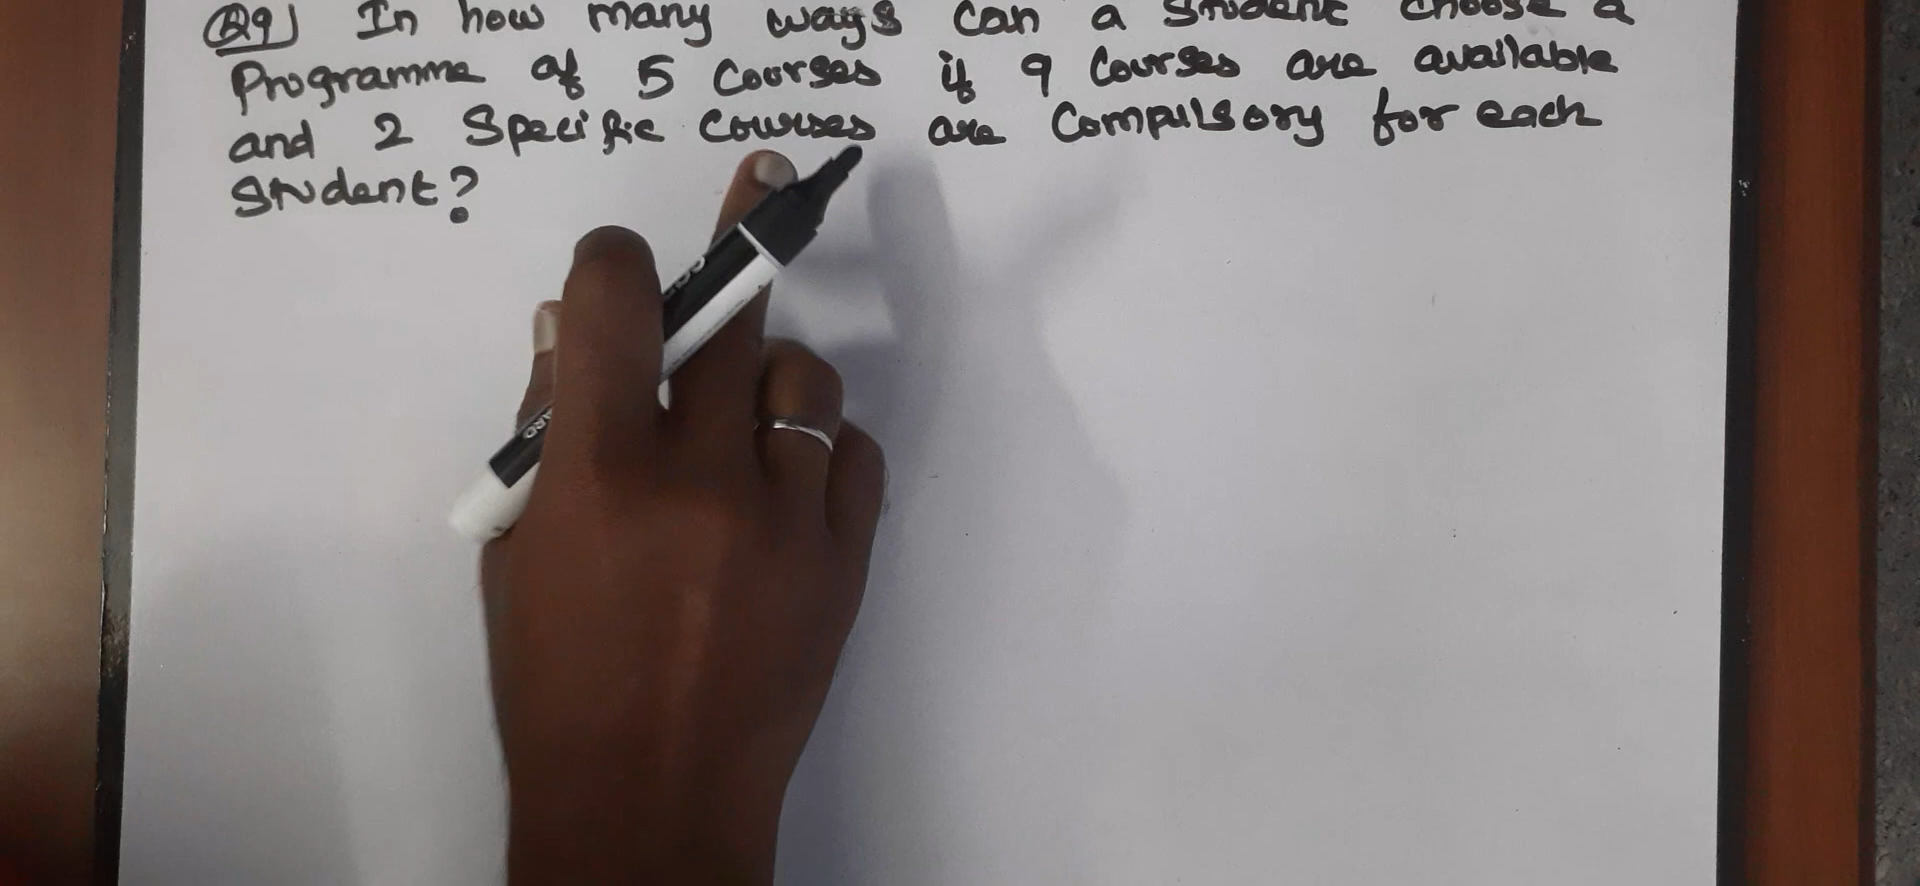 Q9) In how many ways can a student choose a
Programme of 5 Courses if 9 Courses are available
and 2 Specific Courses are Compulsory for each
Student?